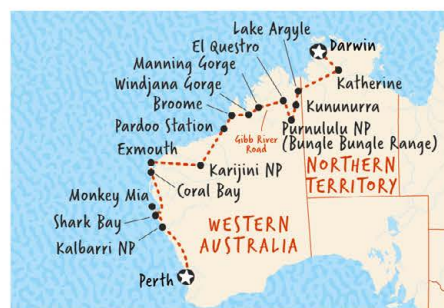 Lake Argyle
El Questro
Darwin
Manning Gorge
Katherine
Windjana Gorge
Broome
Kununurra
Pardoo Station
Gibb River
Road
Purnululu NP
(Bungle Bungle Range)
Exmouth
Karijini NP
NORTHERN
TERRITORY
Coral Bay
Monkey Mia
Shark Bay
WESTERN
AUSTRALIA
Kalbarri NP
Perth